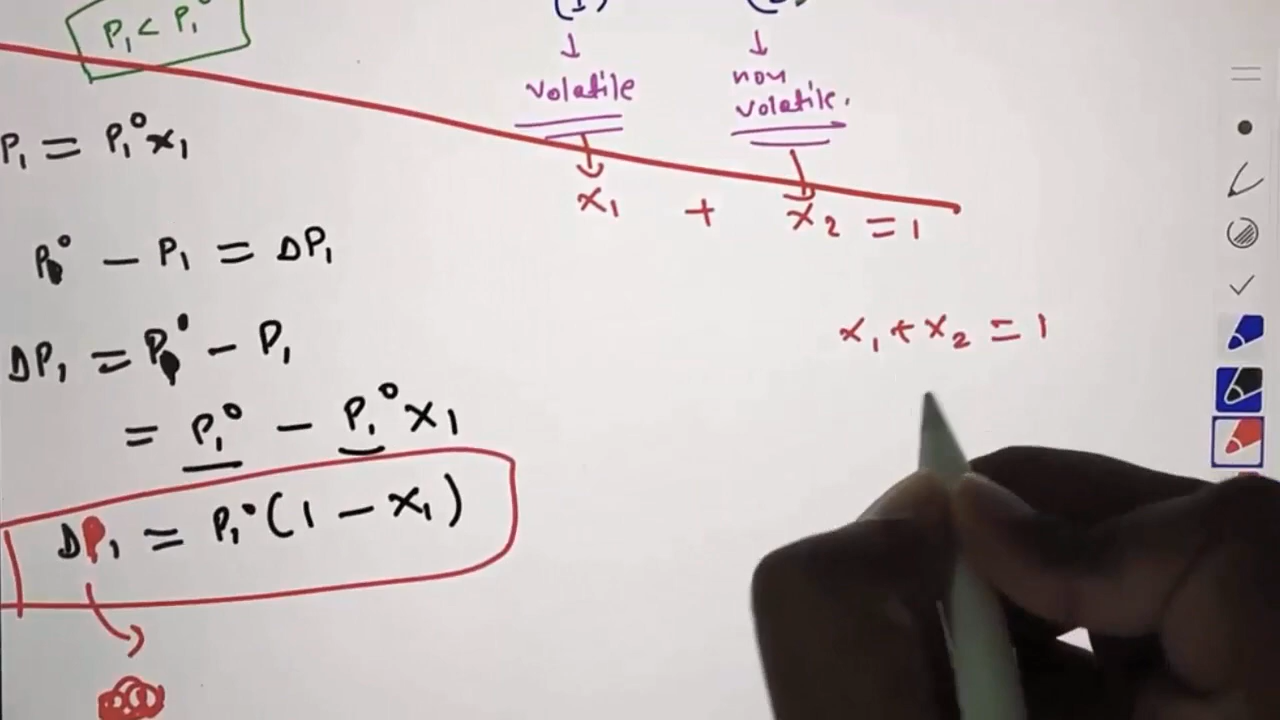 P₁ < P₁°
(1)
↓
volatile
↓
non
volatile.
P₁ = P₁°x₁
x₁ + x₂ = 1
P₁° − P₁ = ΔP₁
x₁ + x₂ = 1
ΔP₁ = P₁° − P₁
= P₁° − P₁°x₁
ΔP₁ = P₁°(1 − x₁)